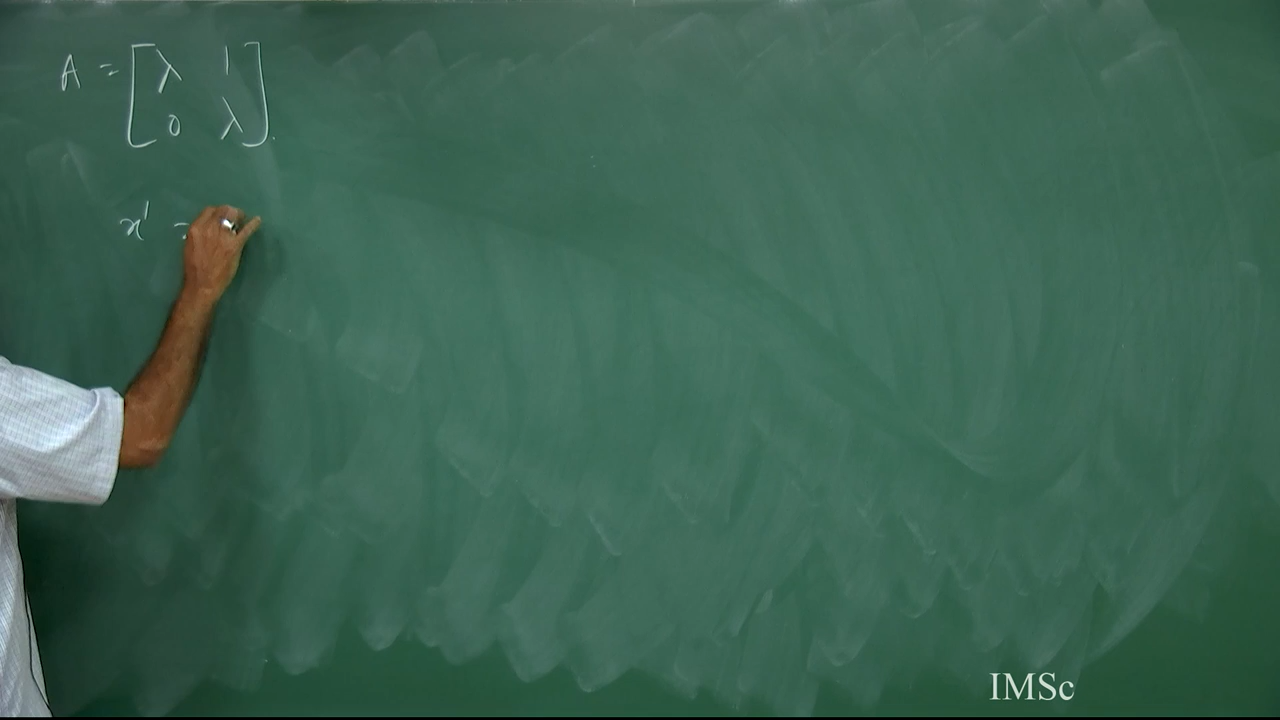 A = [ λ 1
0 λ ].
x' =
IMSc